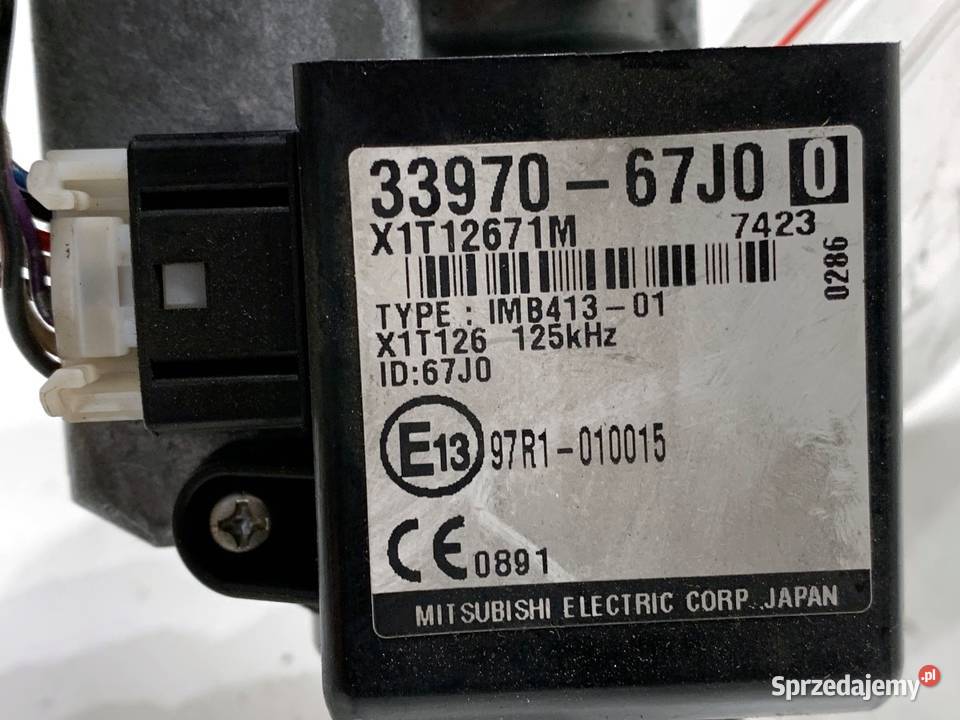 33970-67J0 0
X1T12671M 7423
0286
TYPE : IMB413-01
X1T126 125kHz
ID:67J0
E13 97R1-010015
CE 0891
MITSUBISHI ELECTRIC CORP. JAPAN
Sprzedajemy.pl